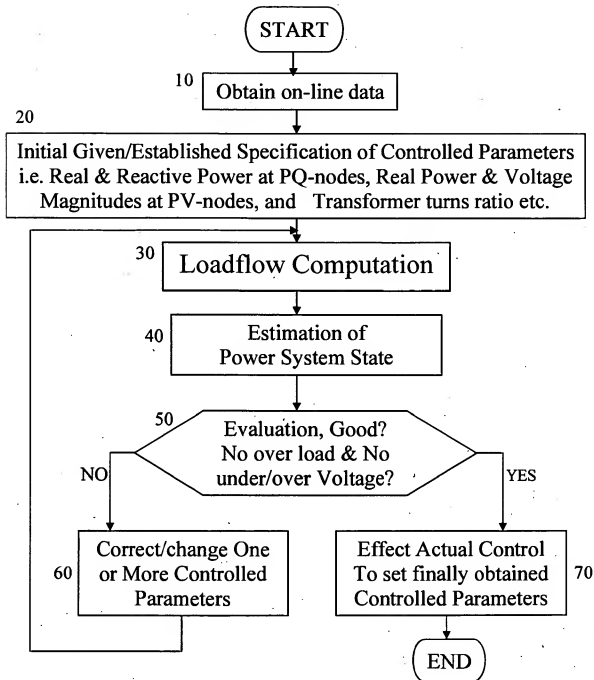 START
10
Obtain on-line data
20
Initial Given/Established Specification of Controlled Parameters
i.e. Real & Reactive Power at PQ-nodes, Real Power & Voltage
Magnitudes at PV-nodes, and Transformer turns ratio etc.
30
Loadflow Computation
40
Estimation of
Power System State
50
Evaluation, Good?
No over load & No
under/over Voltage?
NO
YES
60
Correct/change One
or More Controlled
Parameters
Effect Actual Control
To set finally obtained
Controlled Parameters
70
END